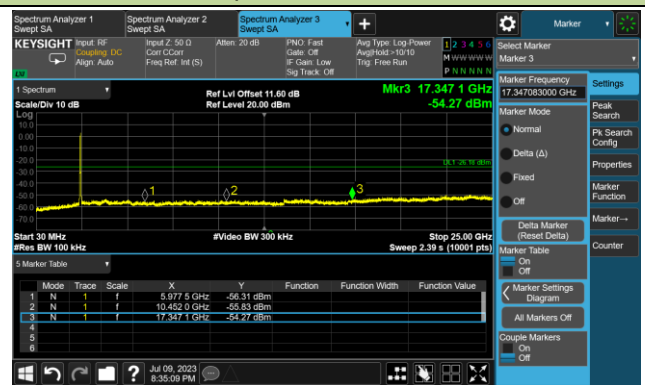 Spectrum Analyzer 1
Swept SA
Spectrum Analyzer 2
Swept SA
Spectrum Analyzer 3
Swept SA
Marker
KEYSIGHT
LU
Input: RF
Coupling: DC
Align: Auto
Input Z: 50 Ω
Corr CCorr
Freq Ref: Int (S)
Atten: 20 dB
PNO: Fast
Gate: Off
IF Gain: Low
Sig Track: Off
Avg Type: Log-Power
Avg|Hold:>10/10
Trig: Free Run
1 2 3 4 5 6
M W W W W W
P N N N N N
Select Marker
Marker 3
1 Spectrum
Scale/Div 10 dB
Ref Lvl Offset 11.60 dB
Ref Level 20.00 dBm
Mkr3 17.347 1 GHz
-54.27 dBm
Log
10.0
0.00
-10.0
-20.0
-30.0
-40.0
-50.0
-60.0
-70.0
DL1 -26.18 dBm
1
2
3
Start 30 MHz
#Res BW 100 kHz
#Video BW 300 kHz
Stop 25.00 GHz
Sweep 2.39 s (10001 pts)
5 Marker Table
Mode Trace Scale X Y Function Function Width Function Value
1 N 1 f 5.977 5 GHz -56.31 dBm
2 N 1 f 10.452 0 GHz -55.83 dBm
3 N 1 f 17.347 1 GHz -54.27 dBm
4
5
6
Marker Frequency
17.347083000 GHz
Marker Mode
Normal
Delta (Δ)
Fixed
Off
Delta Marker
(Reset Delta)
Marker Table
On
Off
Marker Settings
Diagram
All Markers Off
Couple Markers
On
Off
Settings
Peak
Search
Pk Search
Config
Properties
Marker
Function
Marker→
Counter
Jul 09, 2023
8:35:09 PM